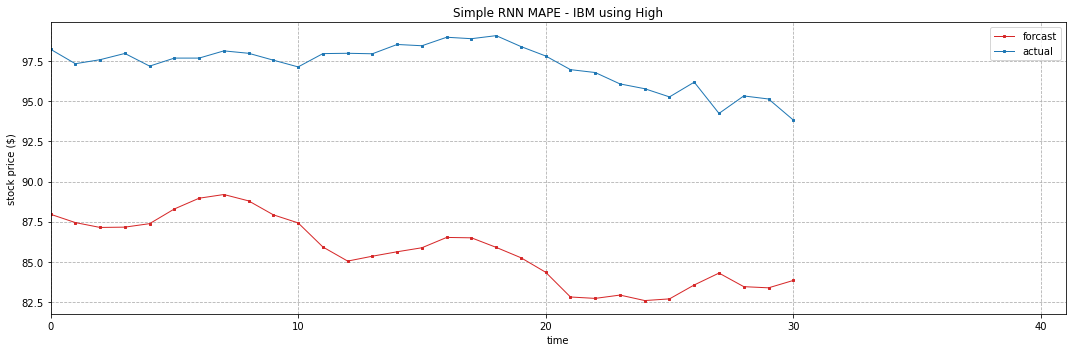 Simple RNN MAPE - IBM using High
forcast
actual
stock price ($)
97.5
95.0
92.5
90.0
87.5
85.0
82.5
0
10
20
30
40
time